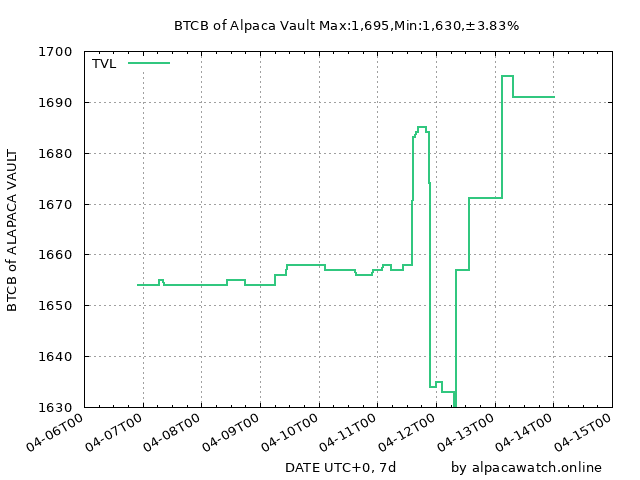 BTCB of Alpaca Vault Max:1,695,Min:1,630,±3.83%
TVL
BTCB of ALAPACA VAULT
1700
1690
1680
1670
1660
1650
1640
1630
04-06T00
04-07T00
04-08T00
04-09T00
04-10T00
04-11T00
04-12T00
04-13T00
04-14T00
04-15T00
DATE UTC+0, 7d
by alpacawatch.online